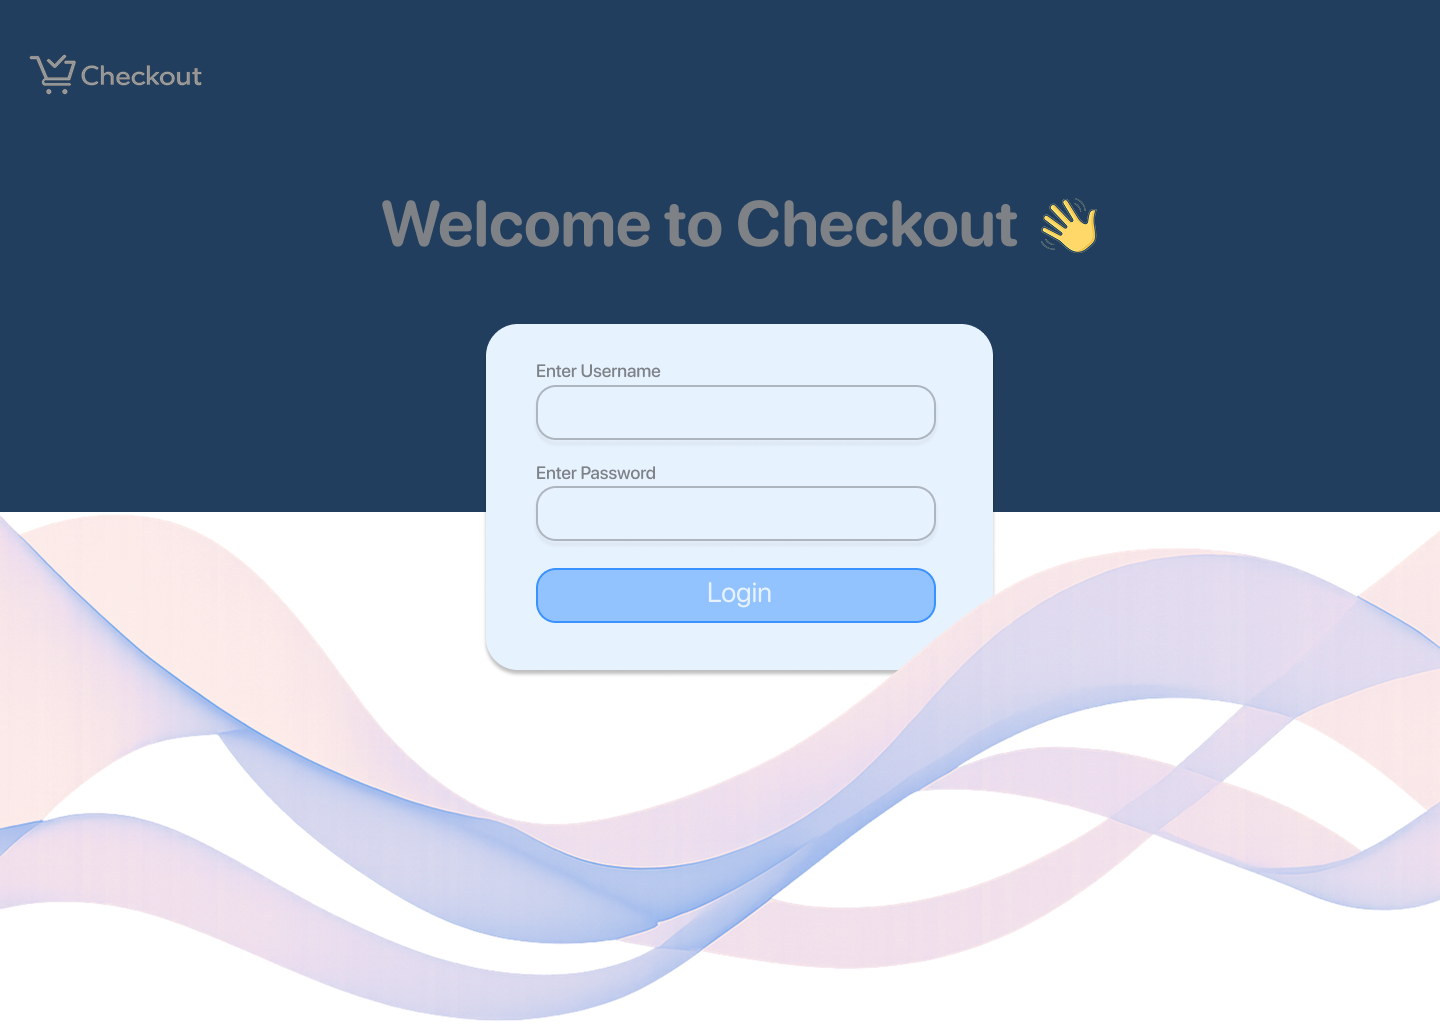 Checkout
Welcome to Checkout 👋
Enter Username
Enter Password
Login